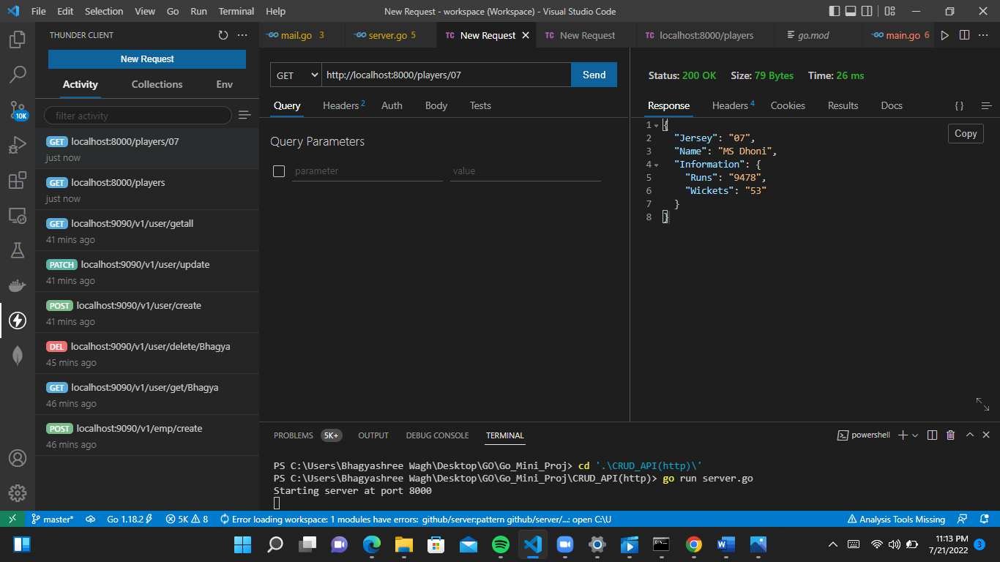 File Edit Selection View Go Run Terminal Help New Request - workspace (Workspace) - Visual Studio Code
THUNDER CLIENT
New Request
Activity Collections Env
filter activity
GET localhost:8000/players/07
just now
GET localhost:8000/players
just now
GET localhost:9090/v1/user/getall
41 mins ago
PATCH localhost:9090/v1/user/update
41 mins ago
POST localhost:9090/v1/user/create
41 mins ago
DEL localhost:9090/v1/user/delete/Bhagya
45 mins ago
GET localhost:9090/v1/user/get/Bhagya
46 mins ago
POST localhost:9090/v1/emp/create
46 mins ago
10K
GO mail.go 3 GO server.go 5 TC New Request TC New Request TC localhost:8000/players go.mod GO main.go 6
GET http://localhost:8000/players/07 Send
Query Headers 2 Auth Body Tests
Query Parameters
parameter value
Status: 200 OK Size: 79 Bytes Time: 26 ms
Response Headers 4 Cookies Results Docs { }
Copy
1 {
2 "Jersey": "07",
3 "Name": "MS Dhoni",
4 "Information": {
5 "Runs": "9478",
6 "Wickets": "53"
7 }
8 }
PROBLEMS 5K+ OUTPUT DEBUG CONSOLE TERMINAL powershell
PS C:\Users\Bhagyashree Wagh\Desktop\GO\Go_Mini_Proj> cd '.\CRUD_API(http)\'
PS C:\Users\Bhagyashree Wagh\Desktop\GO\Go_Mini_Proj\CRUD_API(http)> go run server.go
Starting server at port 8000
master* Go 1.18.2 5K 8 Error loading workspace: 1 modules have errors: github/server:pattern github/server/...: open C:\U Analysis Tools Missing
11:13 PM
7/21/2022 3